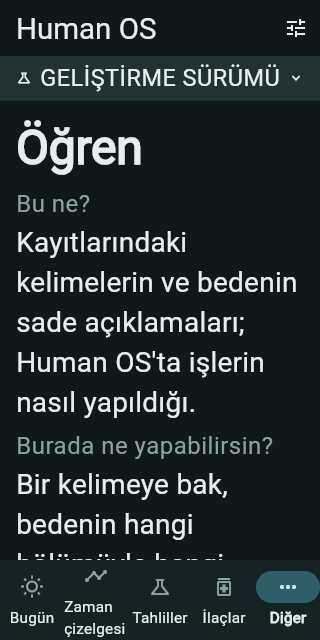 Human OS
GELİŞTİRME SÜRÜMÜ
Öğren
Bu ne?
Kayıtlarındaki
kelimelerin ve bedenin
sade açıklamaları;
Human OS'ta işlerin
nasıl yapıldığı.
Burada ne yapabilirsin?
Bir kelimeye bak,
bedenin hangi
Bugün
Zaman
çizelgesi
Tahliller
İlaçlar
Diğer